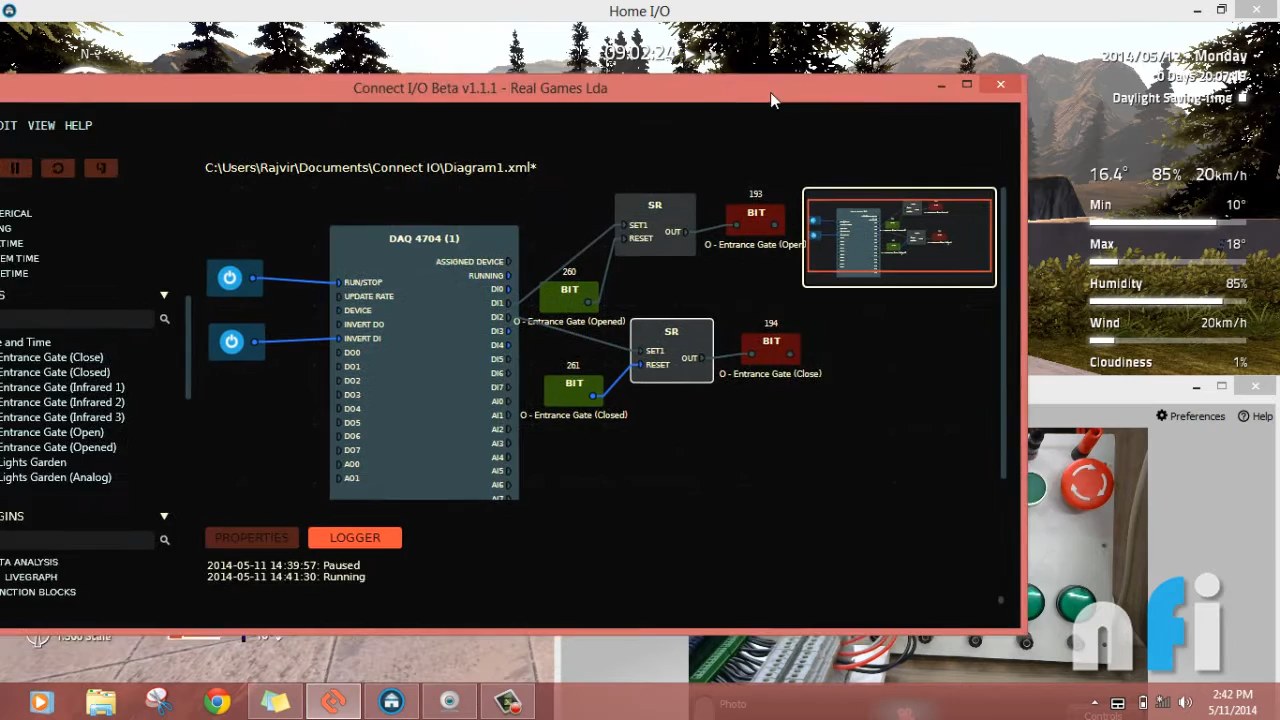 Home I/O
N
09:02:24
2014/05/12 Monday
0 Days 20:07:19
Daylight Saving Time
Connect I/O Beta v1.1.1 - Real Games Lda
DIT VIEW HELP
C:\Users\Rajvir\Documents\Connect IO\Diagram1.xml*
16.4° 85% 20km/h
Min 10°
Max 18°
Humidity 85%
Wind 20km/h
Cloudiness 1%
ERICAL
NG
TIME
EM TIME
ETIME
S
e and Time
Entrance Gate (Close)
Entrance Gate (Closed)
Entrance Gate (Infrared 1)
Entrance Gate (Infrared 2)
Entrance Gate (Infrared 3)
Entrance Gate (Open)
Entrance Gate (Opened)
Lights Garden
Lights Garden (Analog)
GINS
TA ANALYSIS
LIVEGRAPH
NCTION BLOCKS
DAQ 4704 (1)
ASSIGNED DEVICE
RUNNING
RUN/STOP
DI0
UPDATE RATE
DI1
DEVICE
DI2
INVERT DO
DI3
INVERT DI
DI4
DO0
DI5
DO1
DI6
DO2
DI7
DO3
AI0
DO4
AI1
DO5
AI2
DO6
AI3
DO7
AI4
AO0
AI5
AO1
AI6
AI7
SR
SET1
RESET
OUT
193
BIT
O - Entrance Gate (Open
260
BIT
O - Entrance Gate (Opened)
SR
SET1
RESET
OUT
194
BIT
O - Entrance Gate (Close)
261
BIT
O - Entrance Gate (Closed)
PROPERTIES LOGGER
2014-05-11 14:39:57: Paused
2014-05-11 14:41:30: Running
Preferences Help
nfi
Photo
Controls
2:42 PM
5/11/2014